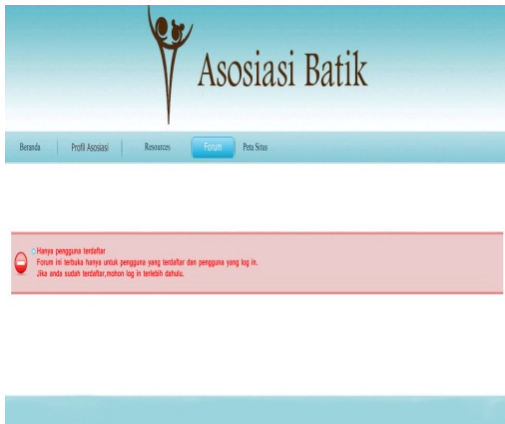 Asosiasi Batik
Beranda Profil Asosiasi Resources Forum Peta Situs
Hanya pengguna terdaftar
Forum ini terbuka hanya untuk pengguna yang terdaftar dan pengguna yang log in.
Jika anda sudah terdaftar,mohon log in terlebih dahulu.